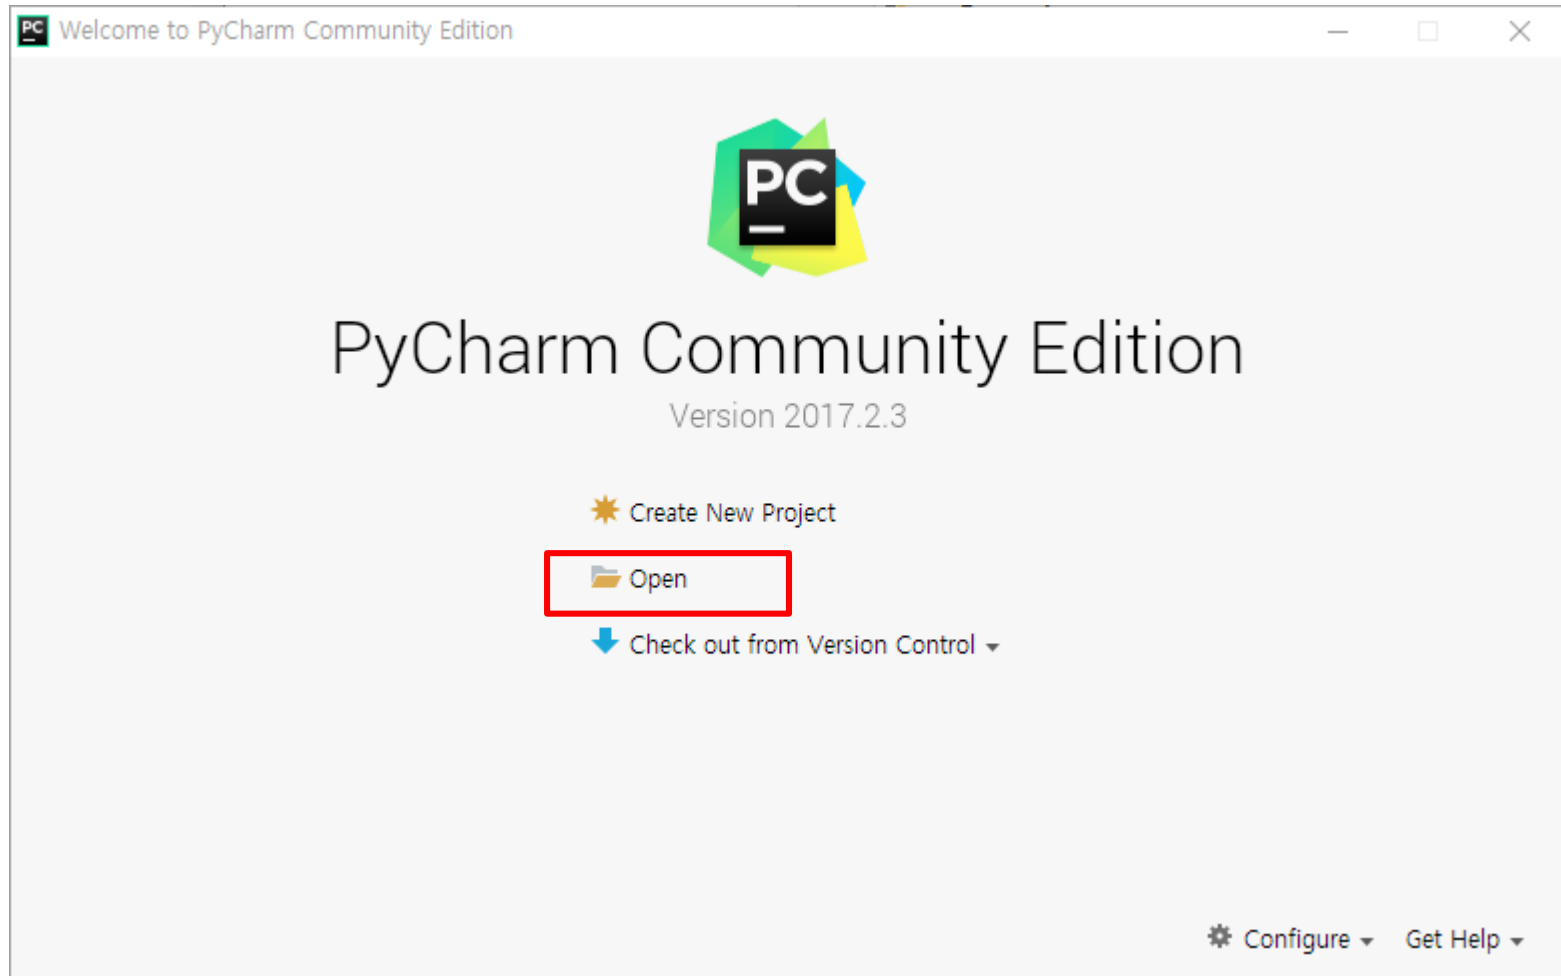 PC Welcome to PyCharm Community Edition
PC
PyCharm Community Edition
Version 2017.2.3
Create New Project
Open
Check out from Version Control
Configure Get Help